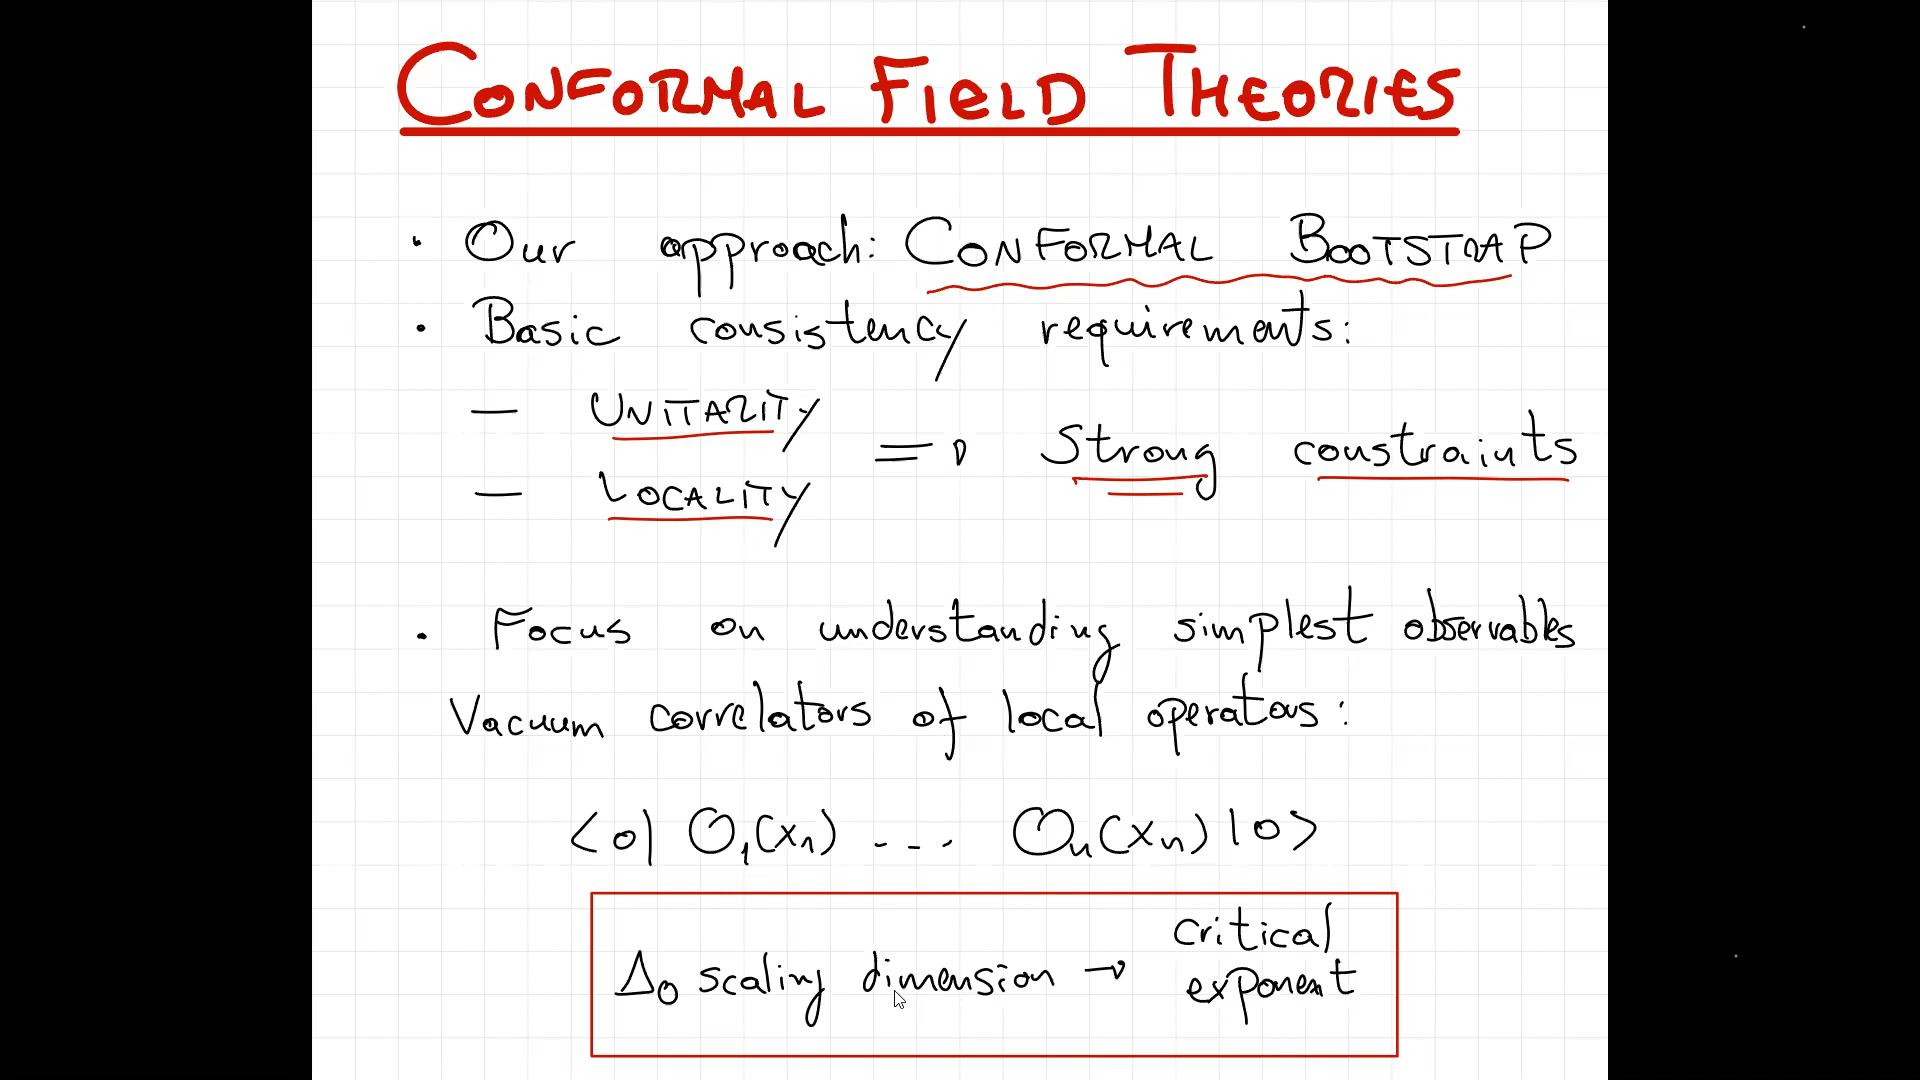 CONFORMAL FIELD THEORIES
· Our approach: CONFORMAL BOOTSTRAP
· Basic consistency requirements:
— UNITARITY
=> Strong constraints
— LOCALITY
· Focus on understanding simplest observables
Vacuum correlators of local operators:
<0| O₁(x₁) ... Oₙ(xₙ) |0>
Δ_O scaling dimension → critical exponent